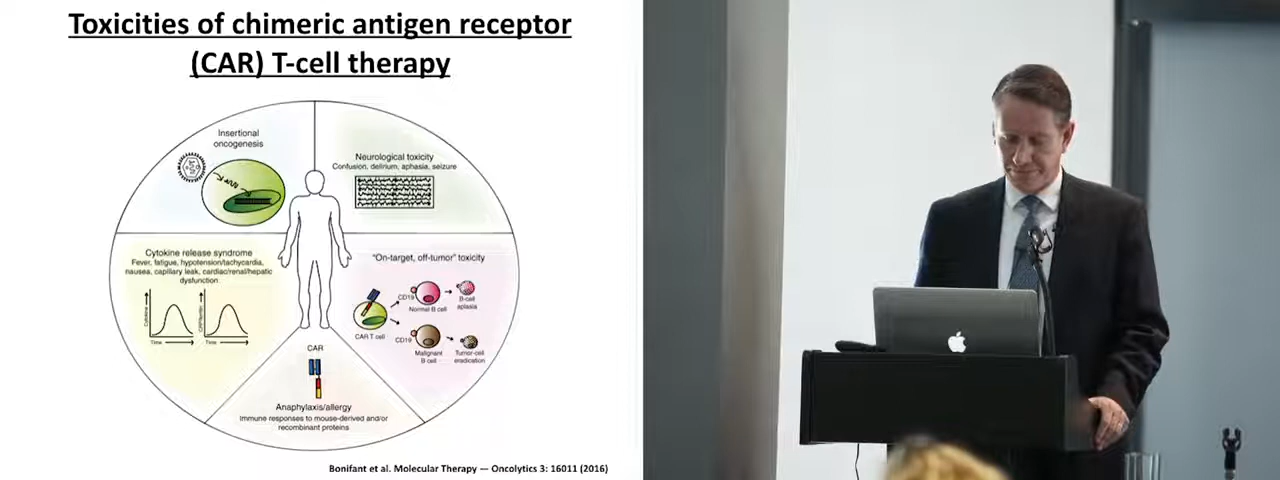 Toxicities of chimeric antigen receptor
(CAR) T-cell therapy
Insertional
oncogenesis
Neurological toxicity
Confusion, delirium, aphasia, seizure
Cytokine release syndrome
Fever, fatigue, hypotension/tachycardia,
nausea, capillary leak, cardiac/renal/hepatic
dysfunction
Cytokine
Time
Time
"On-target, off-tumor" toxicity
CD19
Normal B cell
B-cell
aplasia
CAR T cell
CD19
Malignant
B cell
Tumor-cell
eradication
CAR
Anaphylaxis/allergy
Immune responses to mouse-derived and/or
recombinant proteins
Bonifant et al. Molecular Therapy — Oncolytics 3: 16011 (2016)